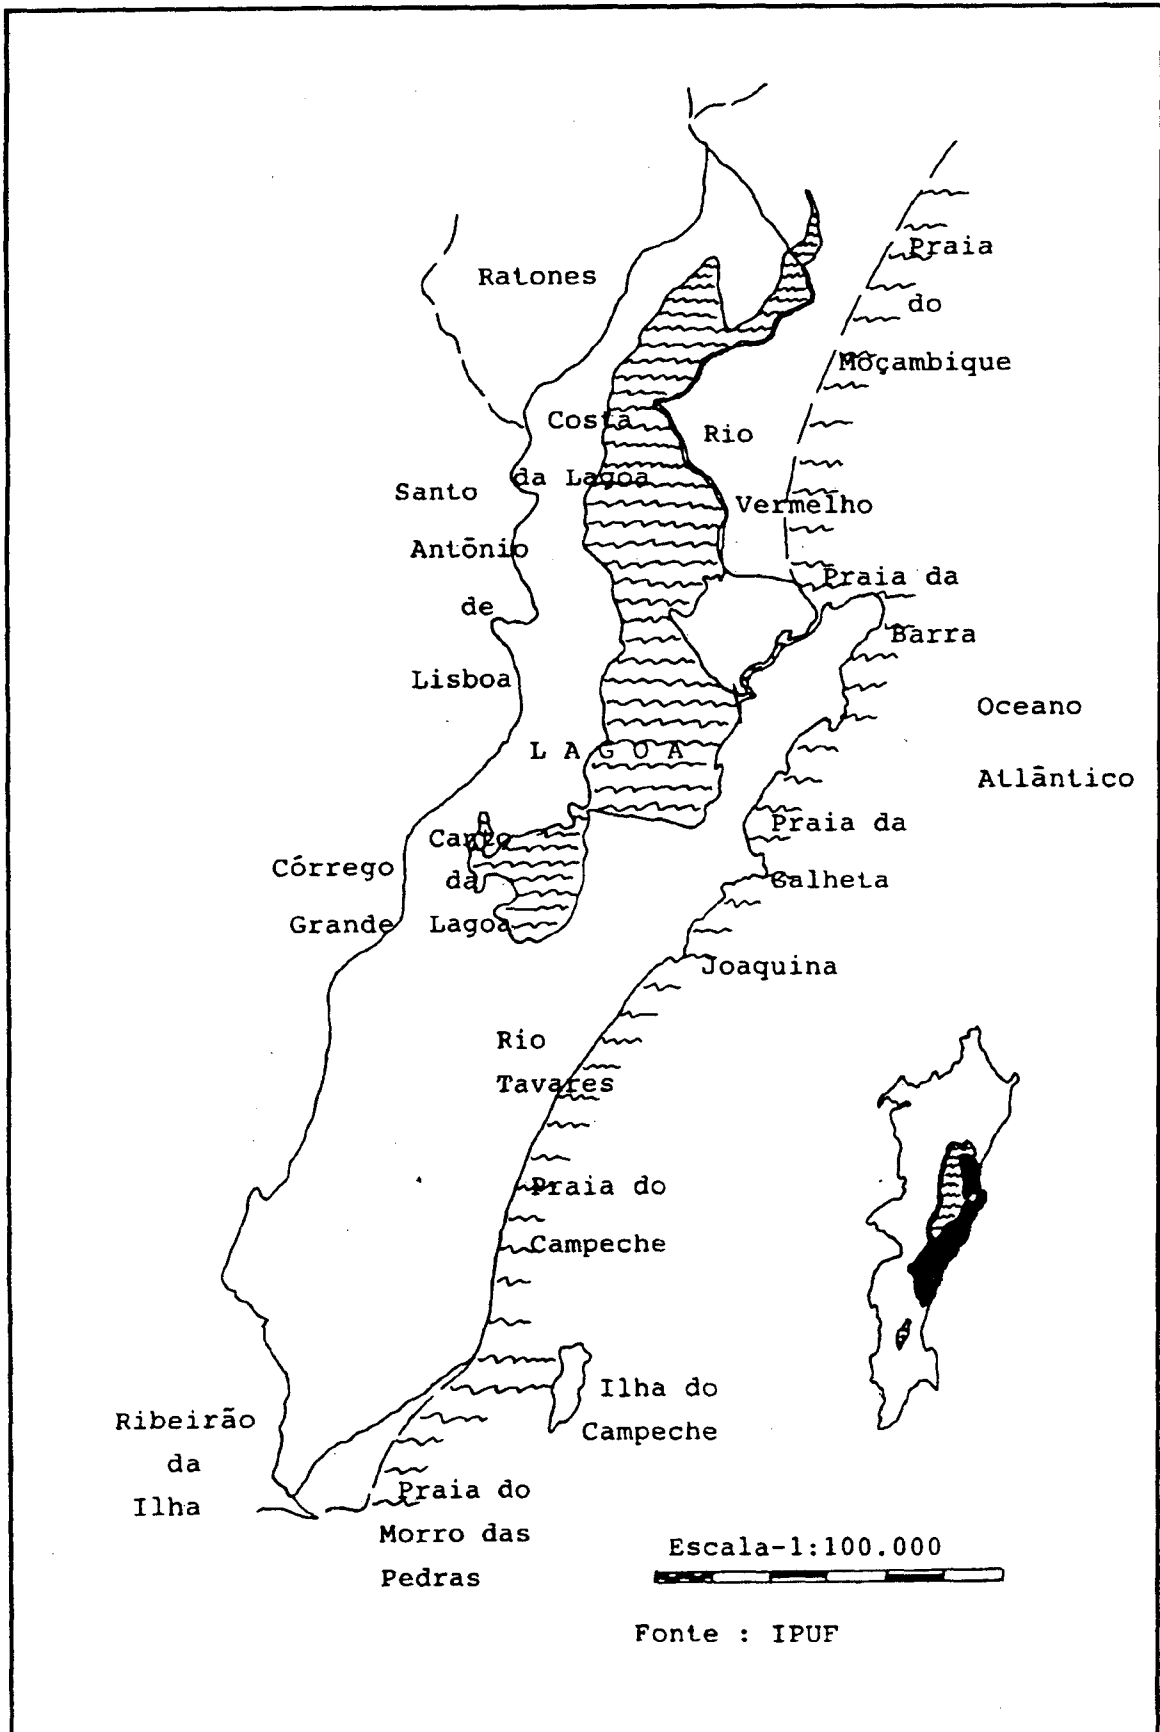 Ratones
Praia
do
Môçambique
Costa
da Lagoa
Rio
Vermelho
Santo
Antônio
de
Lisboa
Praia da
Barra
Oceano
Atlântico
L A G O A
Praia da
Galheta
Canto
da
Lagoa
Córrego
Grande
Joaquina
Rio
Tavares
Praia do
Campeche
Ilha do
Campeche
Ribeirão
da
Ilha
Praia do
Morro das
Pedras
Escala-1:100.000
Fonte : IPUF